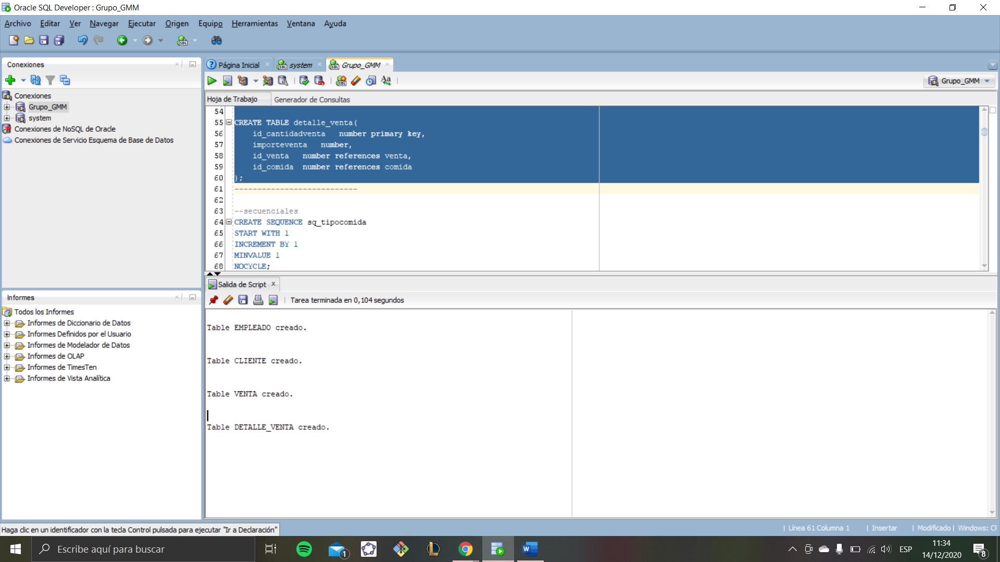 Oracle SQL Developer : Grupo_GMM
Archivo Editar Ver Navegar Ejecutar Origen Equipo Herramientas Ventana Ayuda
Conexiones
Conexiones
Grupo_GMM
system
Conexiones de NoSQL de Oracle
Conexiones de Servicio Esquema de Base de Datos
Informes
Todos los Informes
Informes de Diccionario de Datos
Informes Definidos por el Usuario
Informes de Modelador de Datos
Informes de OLAP
Informes de TimesTen
Informes de Vista Analítica
Página Inicial
system
Grupo_GMM
Grupo_GMM
Hoja de Trabajo Generador de Consultas
54
55 CREATE TABLE detalle_venta(
56 id_cantidadventa number primary key,
57 importeventa number,
58 id_venta number references venta,
59 id_comida number references comida
60 );
61 ---------------------------
62
63 --secuenciales
64 CREATE SEQUENCE sq_tipocomida
65 START WITH 1
66 INCREMENT BY 1
67 MINVALUE 1
68 NOCYCLE;
Salida de Script
Tarea terminada en 0,104 segundos
Table EMPLEADO creado.
Table CLIENTE creado.
Table VENTA creado.
Table DETALLE_VENTA creado.
Haga clic en un identificador con la tecla Control pulsada para ejecutar "Ir a Declaración"
Línea 61 Columna 1 | Insertar | Modificado | Windows: CF
Escribe aquí para buscar
1
ESP
11:34
14/12/2020
8